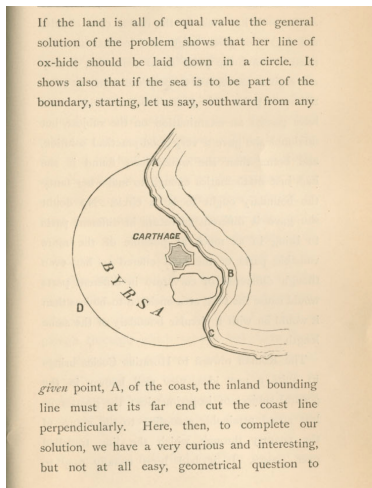 If the land is all of equal value the general
solution of the problem shows that her line of
ox-hide should be laid down in a circle. It
shows also that if the sea is to be part of the
boundary, starting, let us say, southward from any
A
CARTHAGE
BYRSA
B
D
C
given point, A, of the coast, the inland bounding
line must at its far end cut the coast line
perpendicularly. Here, then, to complete our
solution, we have a very curious and interesting,
but not at all easy, geometrical question to